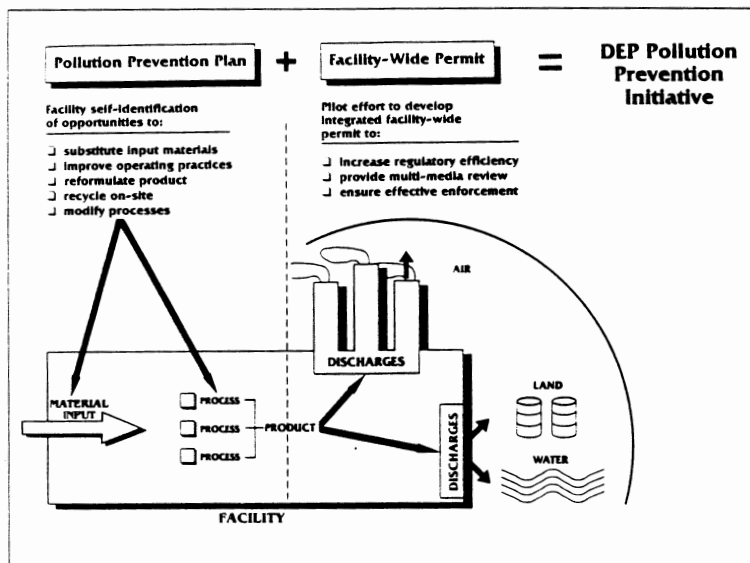 Pollution Prevention Plan
+
Facility-Wide Permit
=
DEP Pollution
Prevention
Initiative
Facility self-identification
of opportunities to:
❑ substitute input materials
❑ improve operating practices
❑ reformulate product
❑ recycle on-site
❑ modify processes
Pilot effort to develop
integrated facility-wide
permit to:
❑ increase regulatory efficiency
❑ provide multi-media review
❑ ensure effective enforcement
AIR
DISCHARGES
MATERIAL
INPUT
PROCESS
PROCESS
PROCESS
PRODUCT
DISCHARGES
LAND
WATER
FACILITY